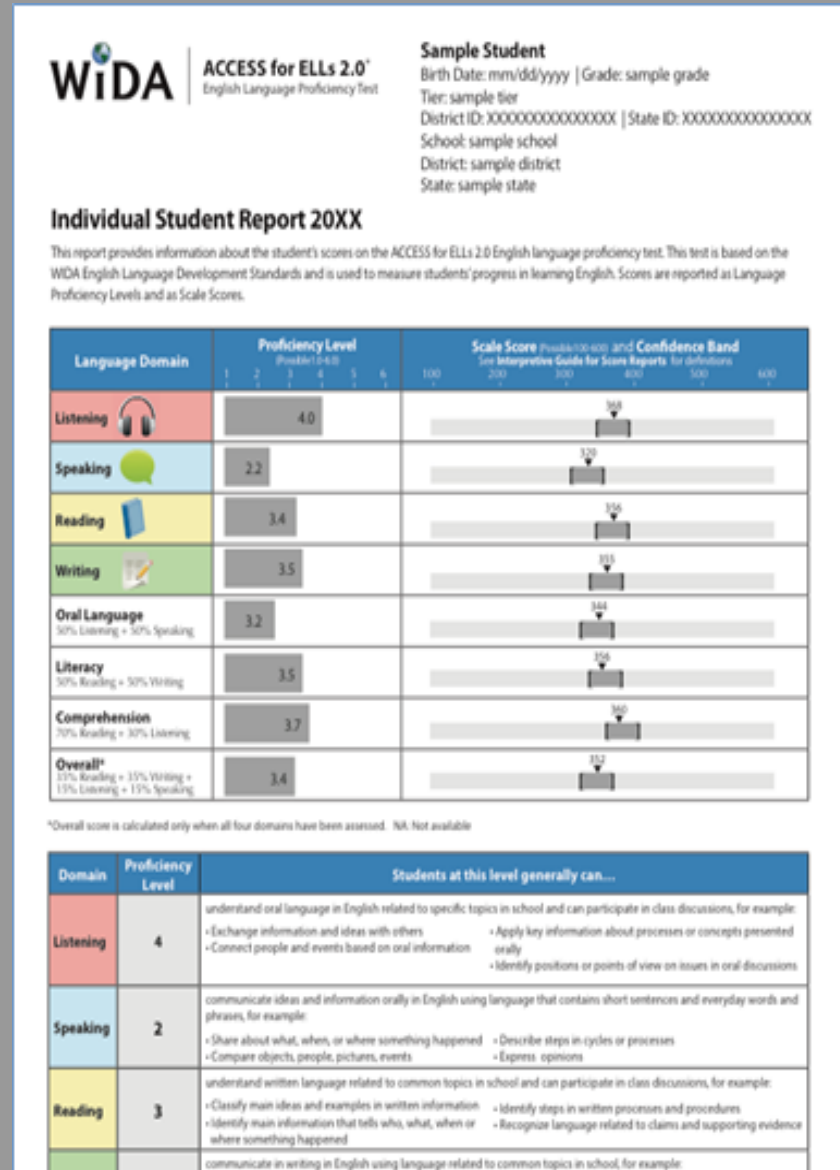 WiDA
ACCESS for ELLs 2.0*
English Language Proficiency Test
Sample Student
Birth Date: mm/dd/yyyy | Grade: sample grade
Tier: sample tier
District ID: XXXXXXXXXXXXXXX | State ID: XXXXXXXXXXXXXXX
School: sample school
District: sample district
State: sample state
Individual Student Report 20XX
This report provides information about the student's scores on the ACCESS for ELLs 2.0 English language proficiency test. This test is based on the
WIDA English Language Development Standards and is used to measure students' progress in learning English. Scores are reported as Language
Proficiency Levels and as Scale Scores.
Language Domain
Proficiency Level
(Possible 1.0-6.0)
1 2 3 4 5 6
Scale Score (Possible 100-600) and Confidence Band
See Interpretive Guide for Score Reports for definitions
100 200 300 400 500 600
Listening 4.0 368
Speaking 2.2 320
Reading 3.4 356
Writing 3.5 355
Oral Language 3.2 344
50% Listening + 50% Speaking
Literacy 3.5 356
50% Reading + 50% Writing
Comprehension 3.7 360
70% Reading + 30% Listening
Overall* 3.4 352
35% Reading + 35% Writing +
15% Listening + 15% Speaking
*Overall score is calculated only when all four domains have been assessed. NA: Not available
Domain
Proficiency
Level
Students at this level generally can...
Listening
4
understand oral language in English related to specific topics in school and can participate in class discussions, for example:
• Exchange information and ideas with others
• Connect people and events based on oral information
• Apply key information about processes or concepts presented
orally
• Identify positions or points of view on issues in oral discussions
Speaking
2
communicate ideas and information orally in English using language that contains short sentences and everyday words and
phrases, for example:
• Share about what, when, or where something happened
• Compare objects, people, pictures, events
• Describe steps in cycles or processes
• Express opinions
Reading
3
understand written language related to common topics in school and can participate in class discussions, for example:
• Classify main ideas and examples in written information
• Identify main information that tells who, what, when or
where something happened
• Identify steps in written processes and procedures
• Recognize language related to claims and supporting evidence
communicate in writing in English using language related to common topics in school, for example: